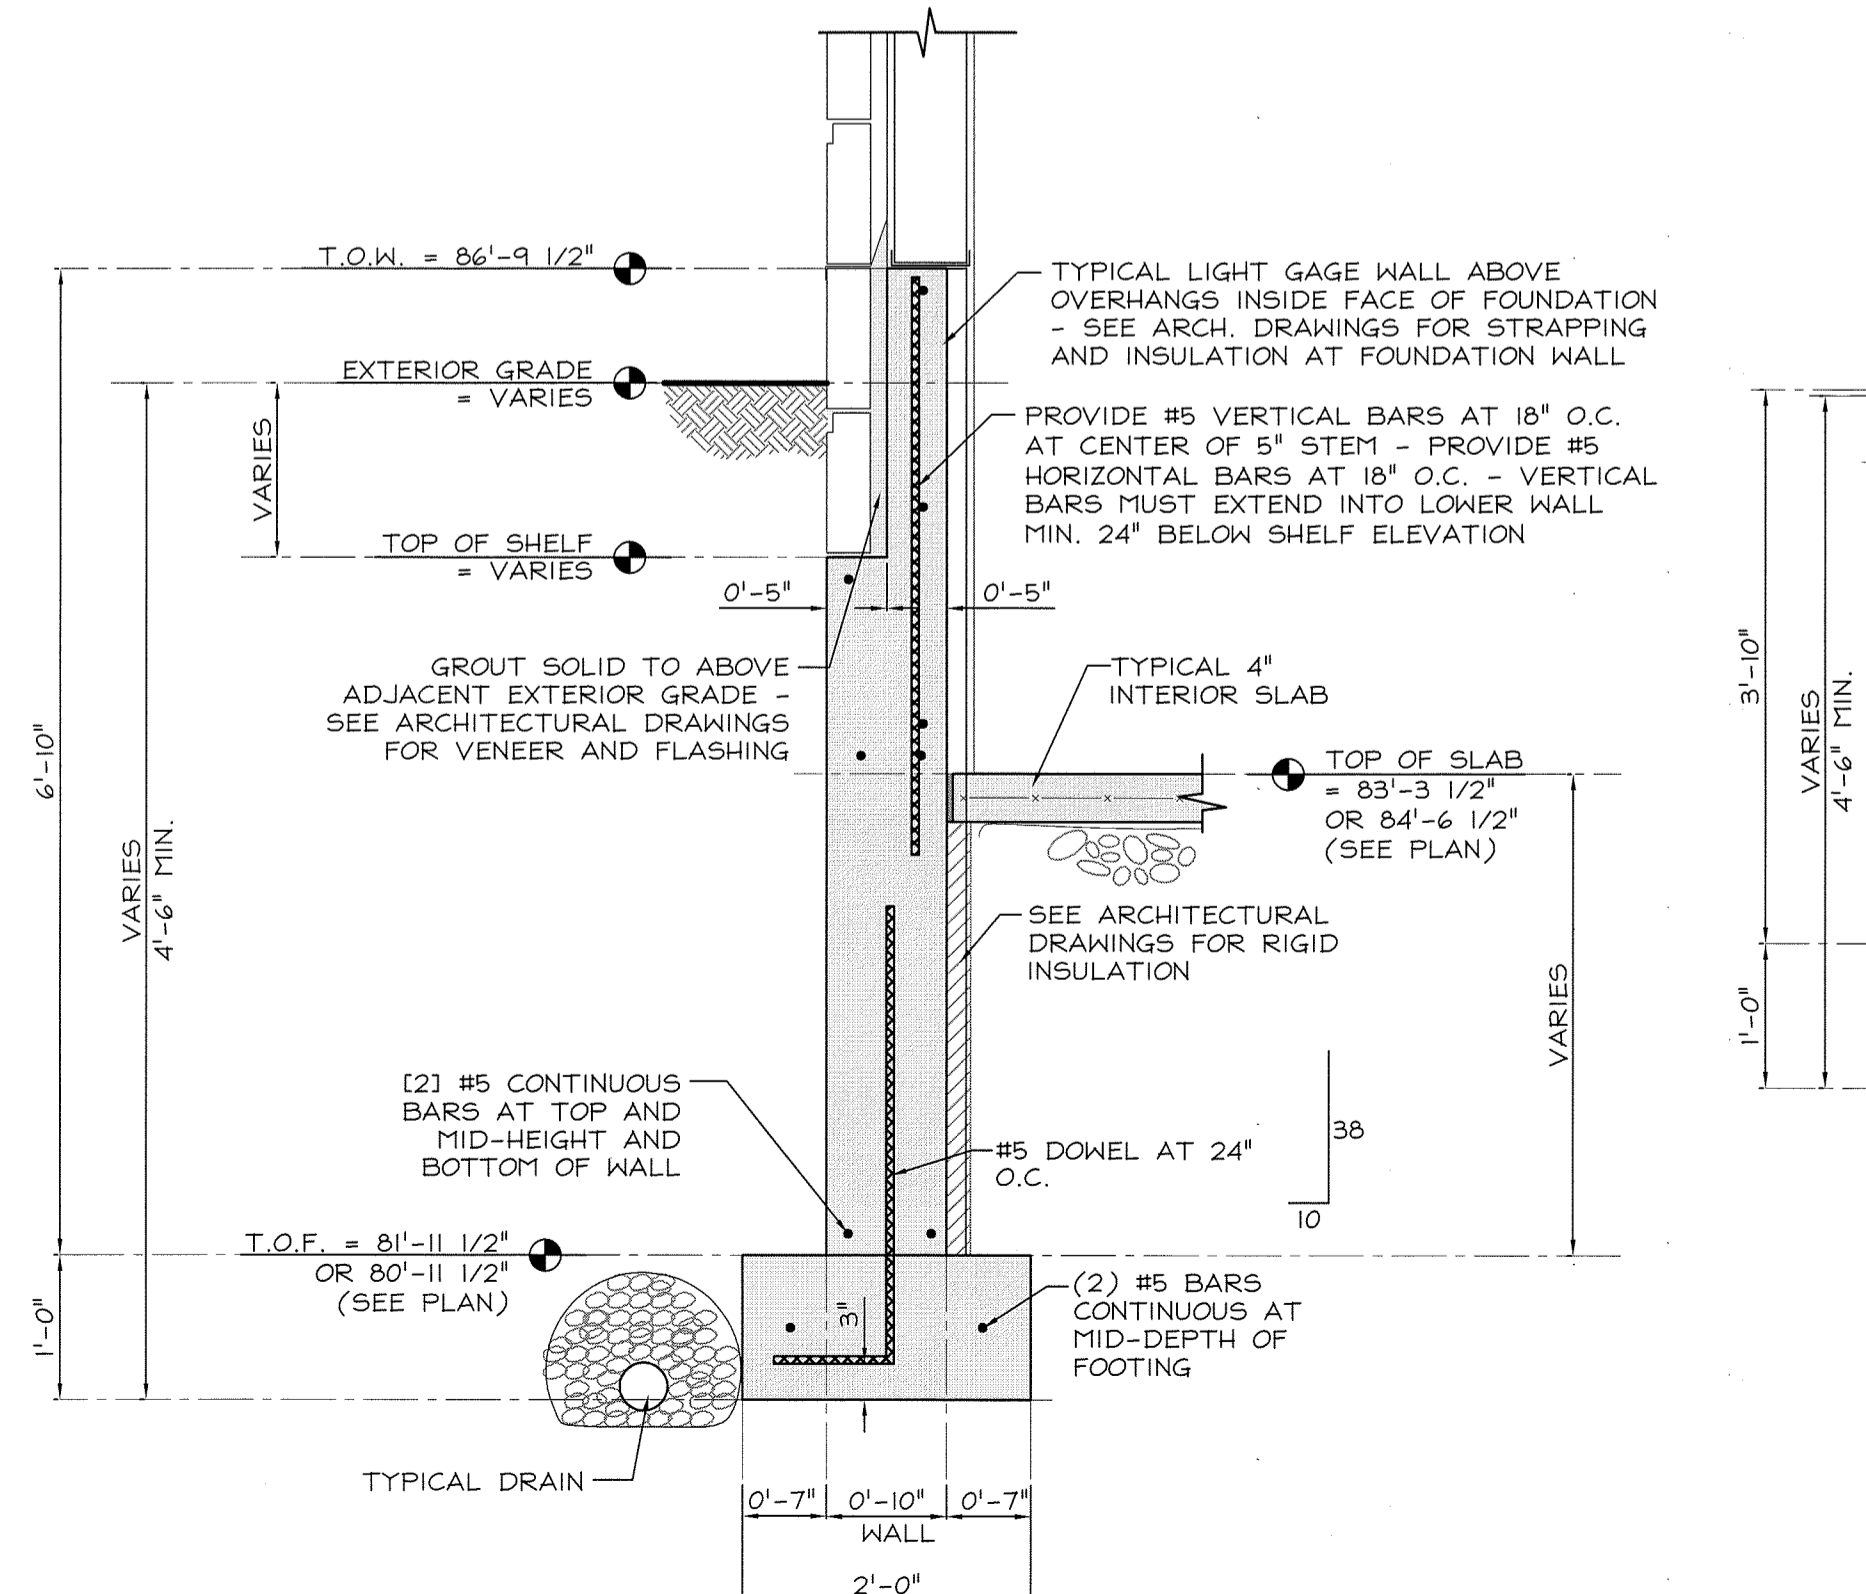 T.O.W. = 86'-9 1/2"
EXTERIOR GRADE
= VARIES
VARIES
TOP OF SHELF
= VARIES
TYPICAL LIGHT GAGE WALL ABOVE
OVERHANGS INSIDE FACE OF FOUNDATION
- SEE ARCH. DRAWINGS FOR STRAPPING
AND INSULATION AT FOUNDATION WALL
PROVIDE #5 VERTICAL BARS AT 18" O.C.
AT CENTER OF 5" STEM - PROVIDE #5
HORIZONTAL BARS AT 18" O.C. - VERTICAL
BARS MUST EXTEND INTO LOWER WALL
MIN. 24" BELOW SHELF ELEVATION
0'-5"
0'-5"
GROUT SOLID TO ABOVE
ADJACENT EXTERIOR GRADE -
SEE ARCHITECTURAL DRAWINGS
FOR VENEER AND FLASHING
TYPICAL 4"
INTERIOR SLAB
TOP OF SLAB
= 83'-3 1/2"
OR 84'-6 1/2"
(SEE PLAN)
6'-10"
VARIES
4'-6" MIN.
3'-10"
VARIES
4'-6" MIN.
SEE ARCHITECTURAL
DRAWINGS FOR RIGID
INSULATION
VARIES
1'-0"
[2] #5 CONTINUOUS
BARS AT TOP AND
MID-HEIGHT AND
BOTTOM OF WALL
#5 DOWEL AT 24"
O.C.
38
10
T.O.F. = 81'-11 1/2"
OR 80'-11 1/2"
(SEE PLAN)
1'-0"
3"
(2) #5 BARS
CONTINUOUS AT
MID-DEPTH OF
FOOTING
TYPICAL DRAIN
0'-7"
0'-10"
0'-7"
WALL
2'-0"